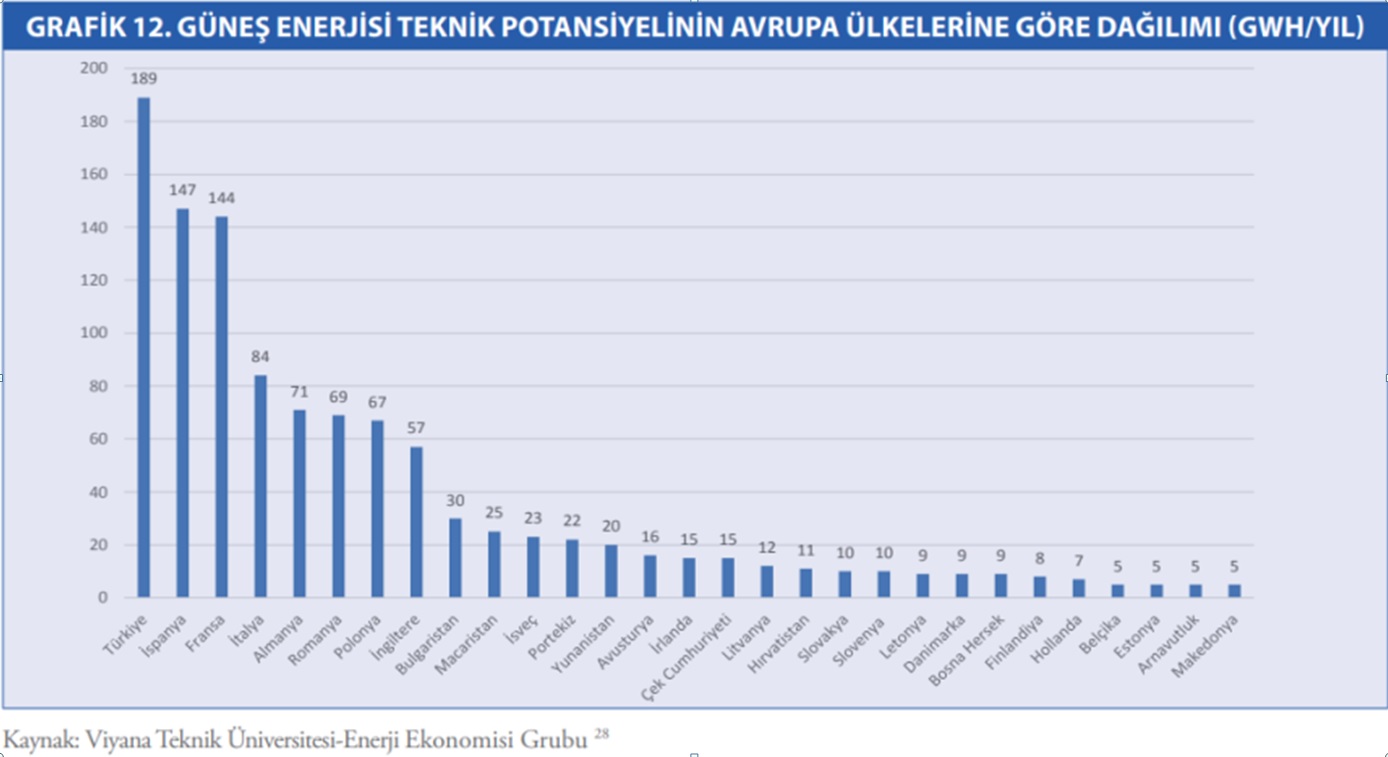 GRAFİK 12. GÜNEŞ ENERJİSİ TEKNİK POTANSİYELİNİN AVRUPA ÜLKELERİNE GÖRE DAĞILIMI (GWH/YIL)
200
180
160
140
120
100
80
60
40
20
0
189
147
144
84
71
69
67
57
30
25
23
22
20
16
15
15
12
11
10
10
9
9
9
8
7
5
5
5
5
Türkiye
İspanya
Fransa
İtalya
Almanya
Romanya
Polonya
İngiltere
Bulgaristan
Macaristan
İsveç
Portekiz
Yunanistan
Avusturya
İrlanda
Çek Cumhuriyeti
Litvanya
Hırvatistan
Slovakya
Slovenya
Letonya
Danimarka
Bosna Hersek
Finlandiya
Hollanda
Belçika
Estonya
Arnavutluk
Makedonya
Kaynak: Viyana Teknik Üniversitesi-Enerji Ekonomisi Grubu 28